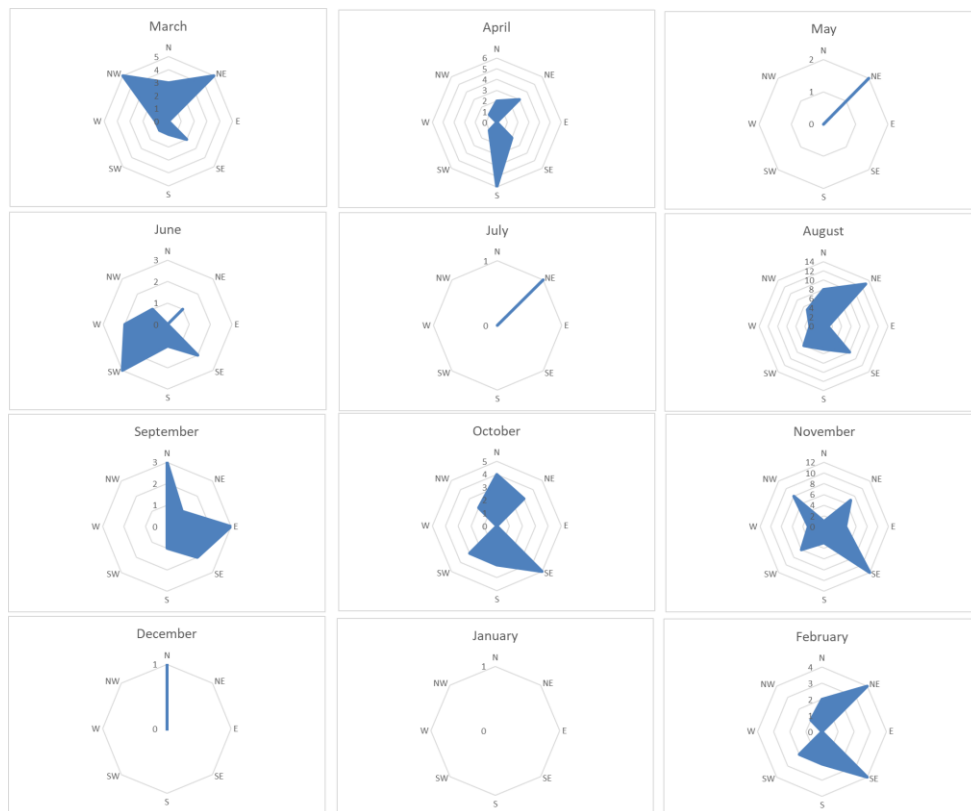 March
N
5
4
NW
NE
3
2
1
W
0
E
SW
SE
S
April
N
6
5
NW
NE
4
3
2
1
W
0
E
SW
SE
S
May
N
2
NW
NE
1
W
0
E
SW
SE
S
June
N
3
NW
NE
2
1
W
0
E
SW
SE
S
July
N
1
NW
NE
W
0
E
SW
SE
S
August
N
14
12
NW
NE
10
8
6
4
2
W
0
E
SW
SE
S
September
N
3
NW
NE
2
1
W
0
E
SW
SE
S
October
N
5
4
NW
NE
3
2
1
W
0
E
SW
SE
S
November
N
12
10
NW
NE
8
6
4
2
W
0
E
SW
SE
S
December
N
1
NW
NE
W
0
E
SW
SE
S
January
N
1
NW
NE
W
0
E
SW
SE
S
February
N
4
NW
NE
3
2
1
W
0
E
SW
SE
S